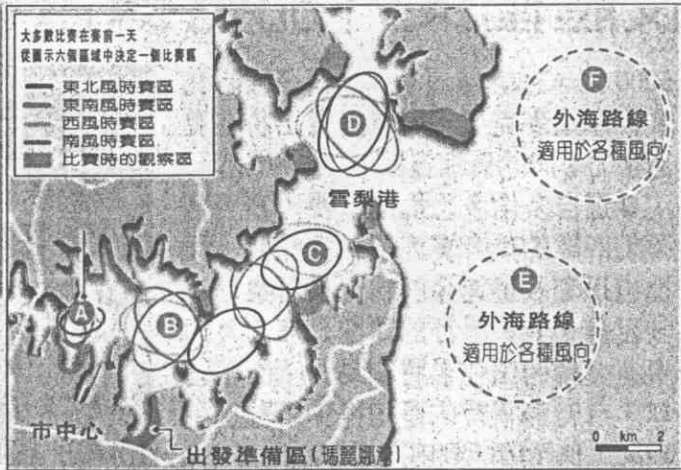 大多數比賽在賽前一天
從圖示六個區域中決定一個比賽區
東北風時賽區
東南風時賽區
西風時賽區
南風時賽區
比賽時的觀察區
F
外海路線
適用於各種風向
D
雪梨港
C
E
外海路線
適用於各種風向
A
B
市中心
出發準備區(瑪麗娜灣)
0 km 2